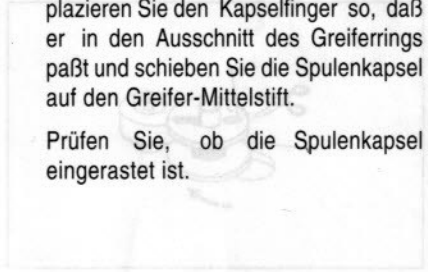 plazieren Sie den Kapselfinger so, daß
er in den Ausschnitt des Greiferrings
paßt und schieben Sie die Spulenkapsel
auf den Greifer-Mittelstift.
Prüfen Sie, ob die Spulenkapsel
eingerastet ist.